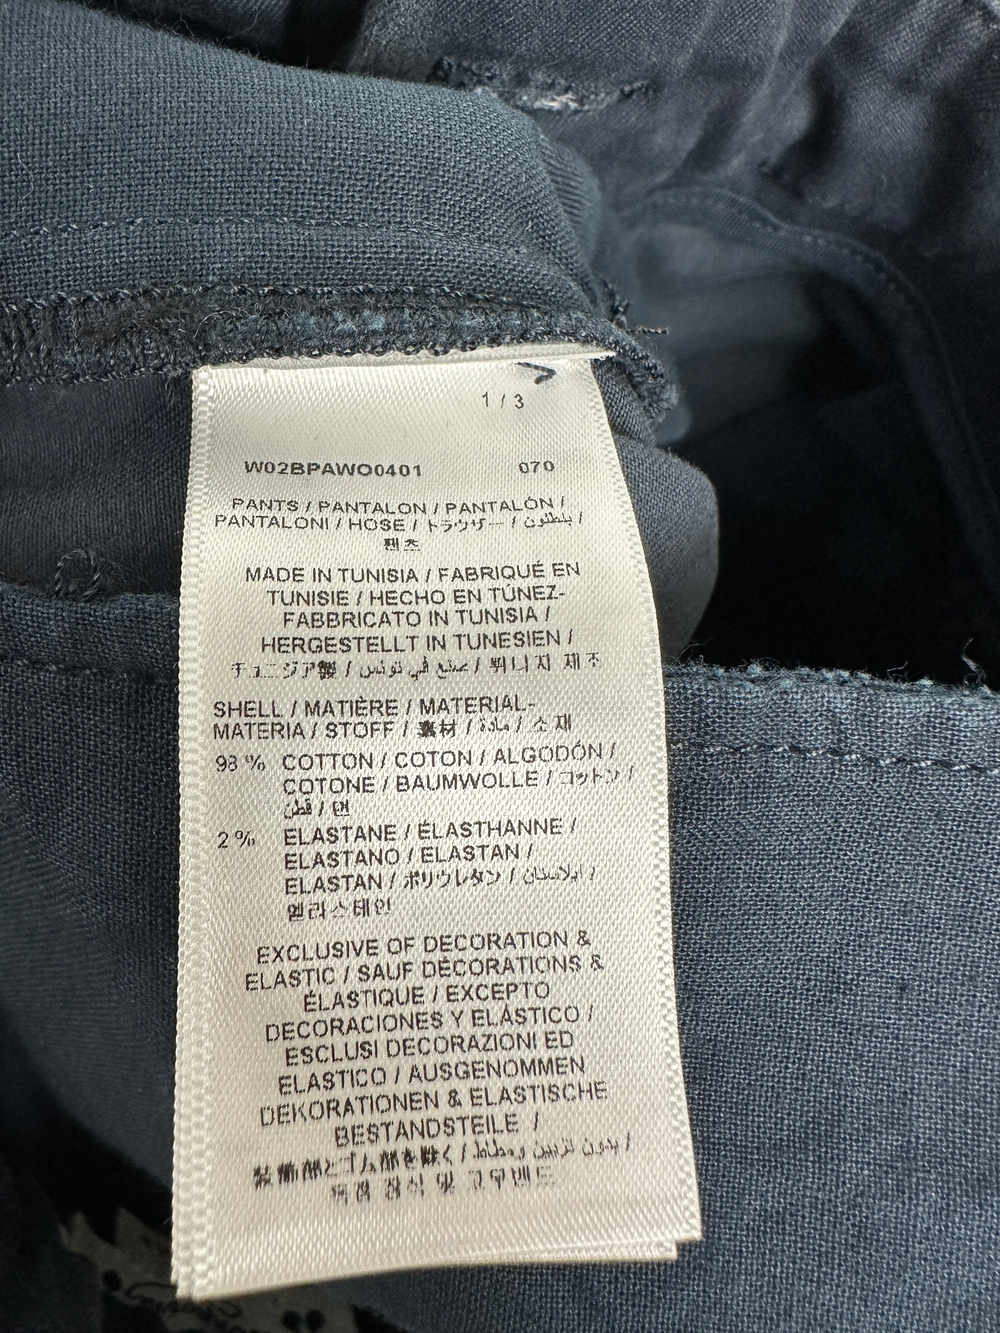 1 / 3
W02BPAWO0401 070
PANTS / PANTALON / PANTALÓN /
PANTALONI / HOSE / トラウザー / بنطلون /
팬츠
MADE IN TUNISIA / FABRIQUÉ EN
TUNISIE / HECHO EN TÚNEZ-
FABBRICATO IN TUNISIA /
HERGESTELLT IN TUNESIEN /
チュニジア製 / صنع في تونس / 튀니지 제조
SHELL / MATIÈRE / MATERIAL-
MATERIA / STOFF / 素材 / مادة / 소재
98 % COTTON / COTON / ALGODÓN /
COTONE / BAUMWOLLE / コットン /
قطن / 면
2 % ELASTANE / ÉLASTHANNE /
ELASTANO / ELASTAN /
ELASTAN / ポリウレタン / ايلاستان /
엘라스테인
EXCLUSIVE OF DECORATION &
ELASTIC / SAUF DÉCORATIONS &
ÉLASTIQUE / EXCEPTO
DECORACIONES Y ELÁSTICO /
ESCLUSI DECORAZIONI ED
ELASTICO / AUSGENOMMEN
DEKORATIONEN & ELASTISCHE
BESTANDSTEILE /
装飾部とゴム部を除く / بدون تزيين ومطاط /